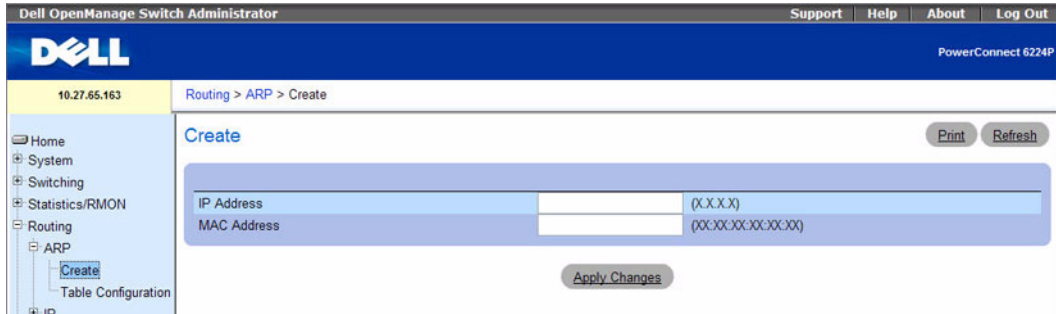 Dell OpenManage Switch Administrator
Support Help About Log Out
DELL
PowerConnect 6224P
10.27.65.163
Routing > ARP > Create
Home
System
Switching
Statistics/RMON
Routing
ARP
Create
Table Configuration
IP
Create
Print Refresh
IP Address (X.X.X.X)
MAC Address (XX:XX:XX:XX:XX:XX)
Apply Changes